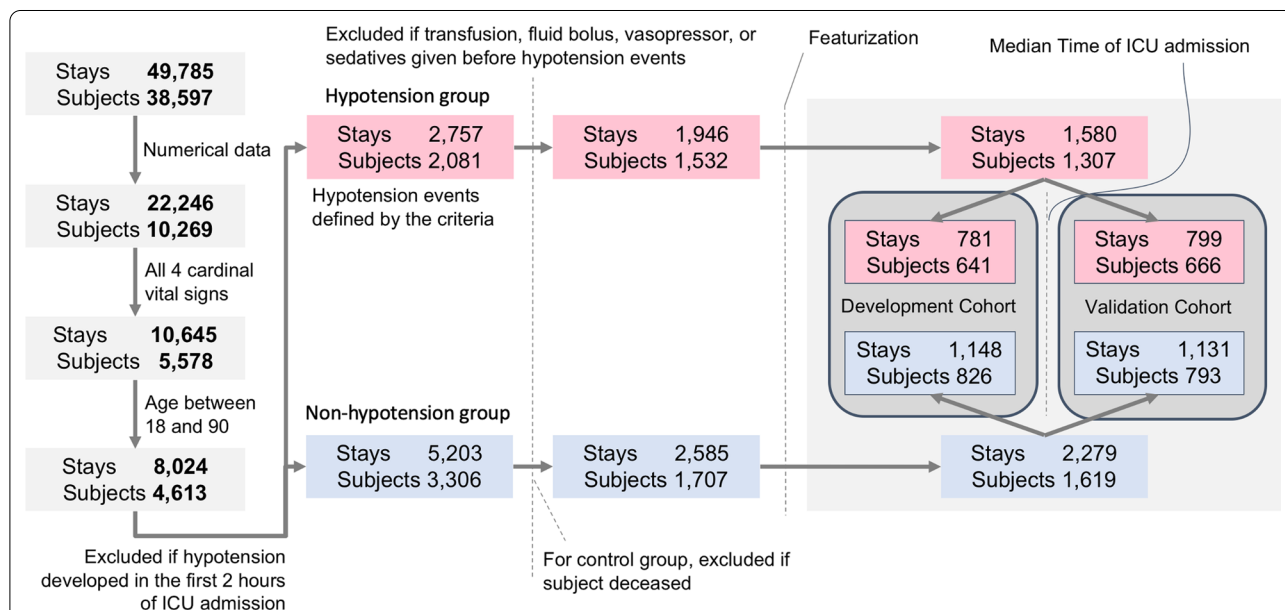 Stays 49,785
Subjects 38,597
Numerical data
Stays 22,246
Subjects 10,269
All 4 cardinal
vital signs
Stays 10,645
Subjects 5,578
Age between
18 and 90
Stays 8,024
Subjects 4,613
Excluded if hypotension
developed in the first 2 hours
of ICU admission
Excluded if transfusion, fluid bolus, vasopressor, or
sedatives given before hypotension events
Hypotension group
Stays 2,757
Subjects 2,081
Hypotension events
defined by the criteria
Stays 1,946
Subjects 1,532
Non-hypotension group
Stays 5,203
Subjects 3,306
Stays 2,585
Subjects 1,707
For control group, excluded if
subject deceased
Featurization
Median Time of ICU admission
Stays 1,580
Subjects 1,307
Stays 781
Subjects 641
Development Cohort
Stays 1,148
Subjects 826
Stays 799
Subjects 666
Validation Cohort
Stays 1,131
Subjects 793
Stays 2,279
Subjects 1,619